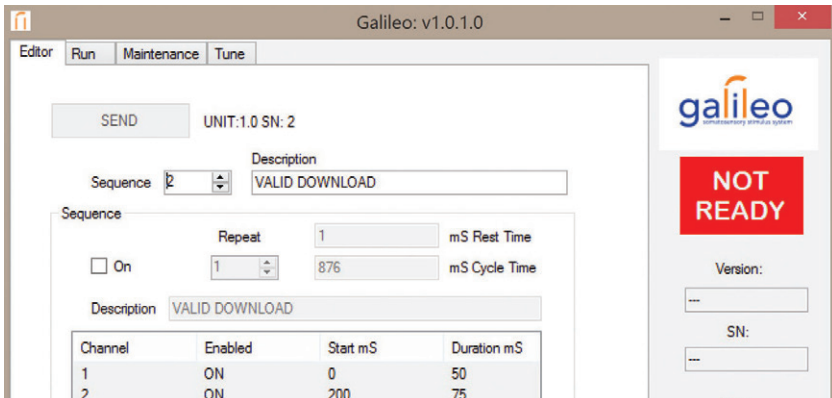 Galileo: v1.0.1.0
Editor Run Maintenance Tune
SEND UNIT:1.0 SN: 2
Description
Sequence 2 VALID DOWNLOAD
Sequence
Repeat 1 mS Rest Time
On 1 876 mS Cycle Time
Description VALID DOWNLOAD
Channel Enabled Start mS Duration mS
1 ON 0 50
2 ON 200 75
galileo
somatosensory stimulus system
NOT
READY
Version:
---
SN:
---